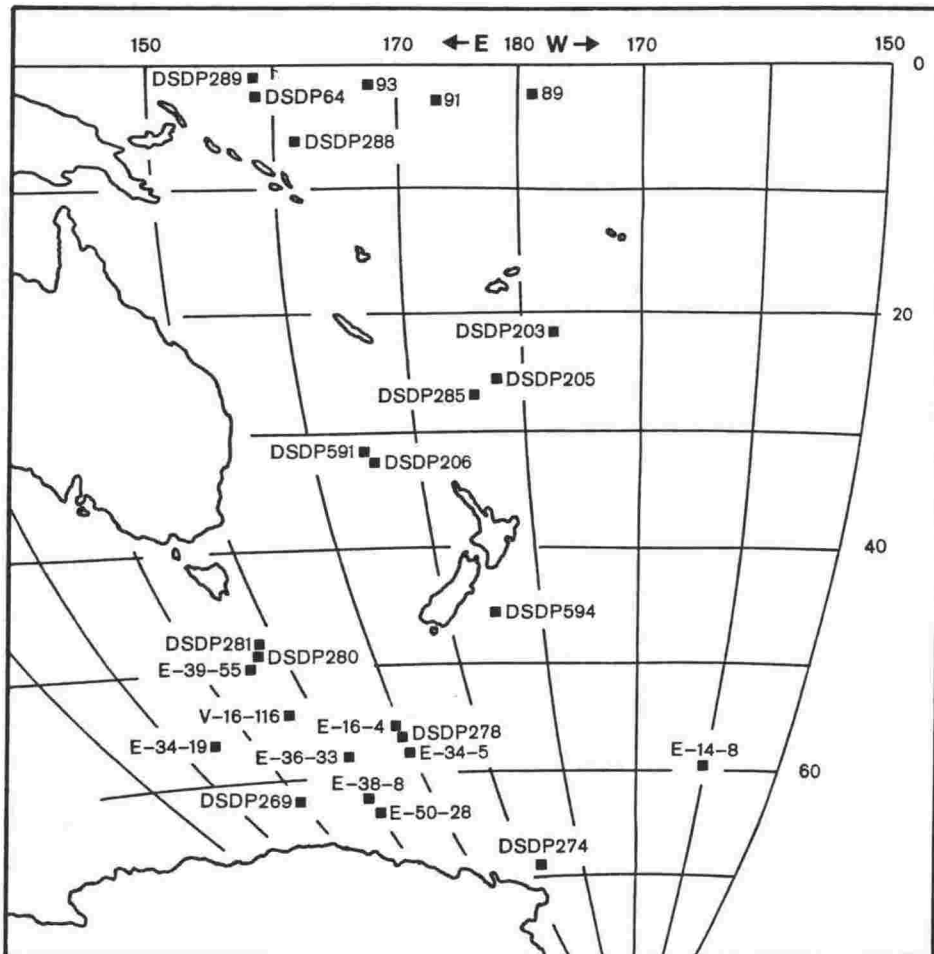 150 170 ← E 180 W → 170 150
0
DSDP289
93
DSDP64
91
89
DSDP288
20
DSDP203
DSDP205
DSDP285
DSDP591
DSDP206
40
DSDP594
DSDP281
DSDP280
E-39-55
V-16-116
E-16-4
DSDP278
E-34-19
E-36-33
E-34-5
E-14-8
60
E-38-8
DSDP269
E-50-28
DSDP274